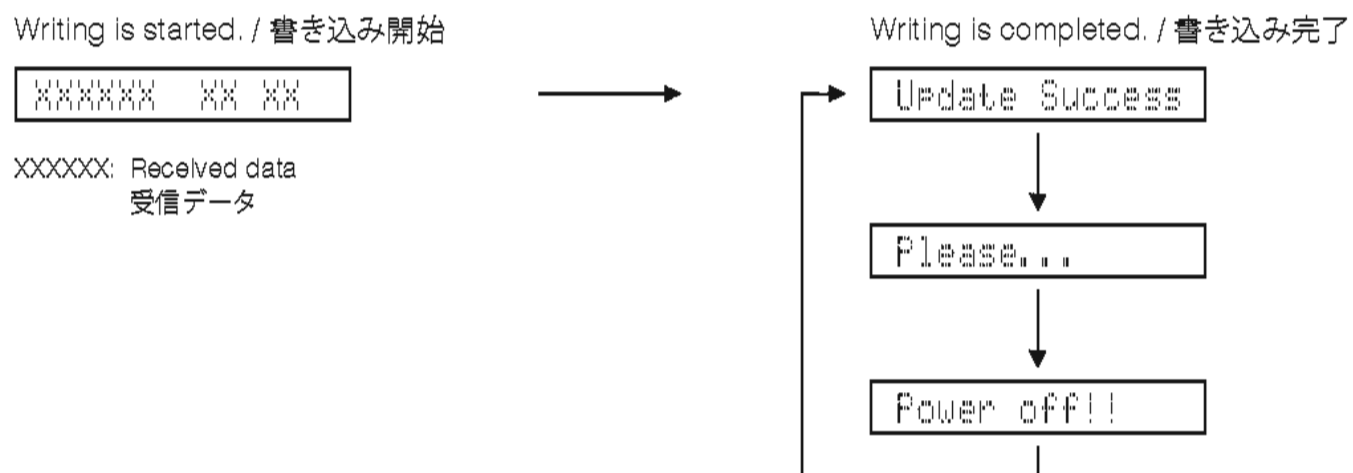 Writing is started. / 書き込み開始
XXXXXX XX XX
XXXXXX: Received data
受信データ
Writing is completed. / 書き込み完了
Update Success
Please...
Power off!!